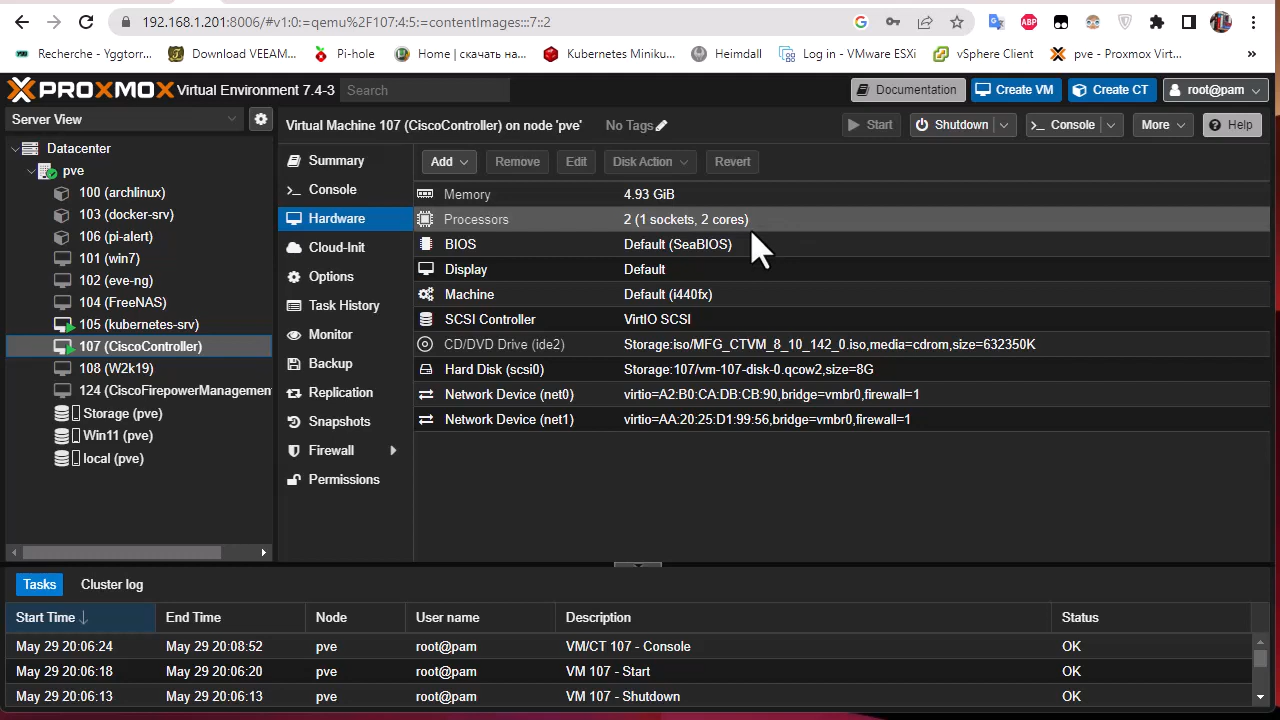 192.168.1.201:8006/#v1:0:=qemu%2F107:4:5:=contentImages:::7::2
Recherche - Yggtorr...
Download VEEAM...
Pi-hole
Home | скачать на...
Kubernetes Miniku...
Heimdall
Log in - VMware ESXi
vSphere Client
pve - Proxmox Virt...
»
PROXMOX Virtual Environment 7.4-3
Search
Documentation
Create VM
Create CT
root@pam
Server View
Virtual Machine 107 (CiscoController) on node 'pve'
No Tags
Start
Shutdown
Console
More
Help
Datacenter
pve
100 (archlinux)
103 (docker-srv)
106 (pi-alert)
101 (win7)
102 (eve-ng)
104 (FreeNAS)
105 (kubernetes-srv)
107 (CiscoController)
108 (W2k19)
124 (CiscoFirepowerManagement
Storage (pve)
Win11 (pve)
local (pve)
Summary
Console
Hardware
Cloud-Init
Options
Task History
Monitor
Backup
Replication
Snapshots
Firewall
Permissions
Add
Remove
Edit
Disk Action
Revert
Memory 4.93 GiB
Processors 2 (1 sockets, 2 cores)
BIOS Default (SeaBIOS)
Display Default
Machine Default (i440fx)
SCSI Controller VirtIO SCSI
CD/DVD Drive (ide2) Storage:iso/MFG_CTVM_8_10_142_0.iso,media=cdrom,size=632350K
Hard Disk (scsi0) Storage:107/vm-107-disk-0.qcow2,size=8G
Network Device (net0) virtio=A2:B0:CA:DB:CB:90,bridge=vmbr0,firewall=1
Network Device (net1) virtio=AA:20:25:D1:99:56,bridge=vmbr0,firewall=1
Tasks
Cluster log
Start Time End Time Node User name Description Status
May 29 20:06:24 May 29 20:08:52 pve root@pam VM/CT 107 - Console OK
May 29 20:06:18 May 29 20:06:20 pve root@pam VM 107 - Start OK
May 29 20:06:13 May 29 20:06:13 pve root@pam VM 107 - Shutdown OK